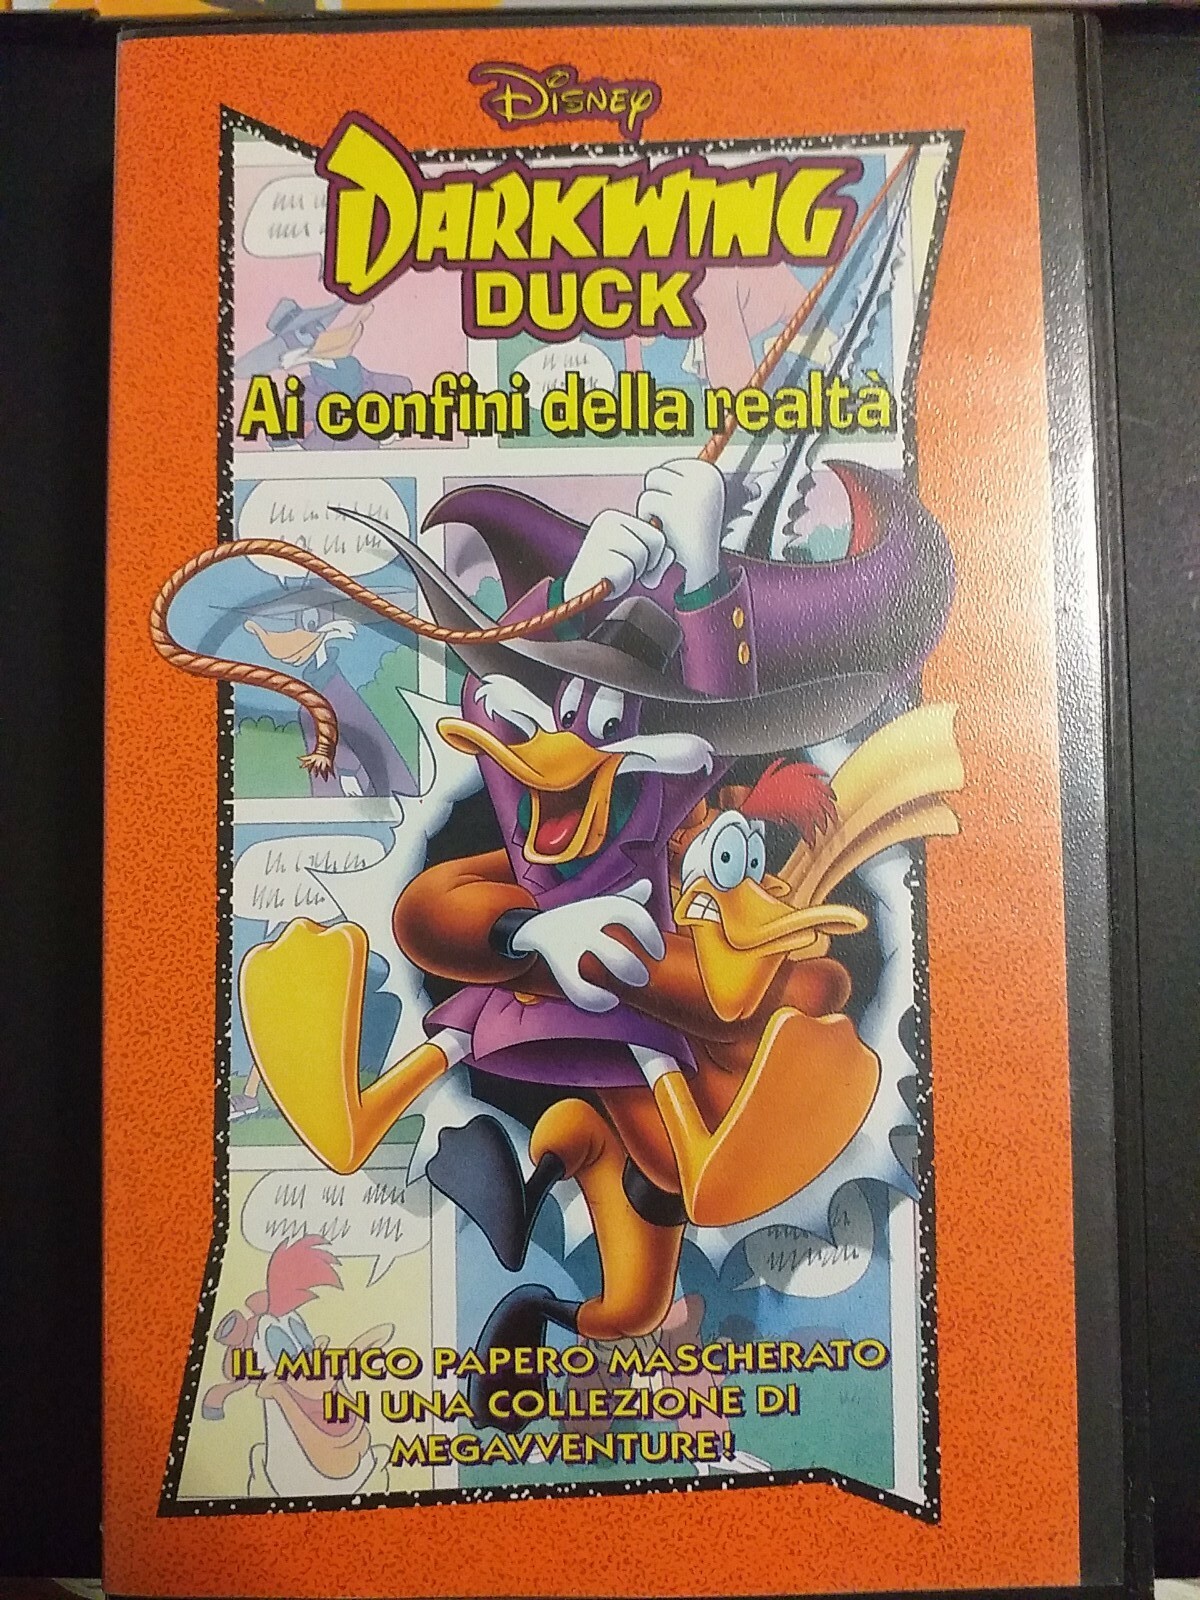 Disney
DARKWING
DUCK
Ai confini della realtà
IL MITICO PAPERO MASCHERATO
IN UNA COLLEZIONE DI
MEGAVVENTURE!